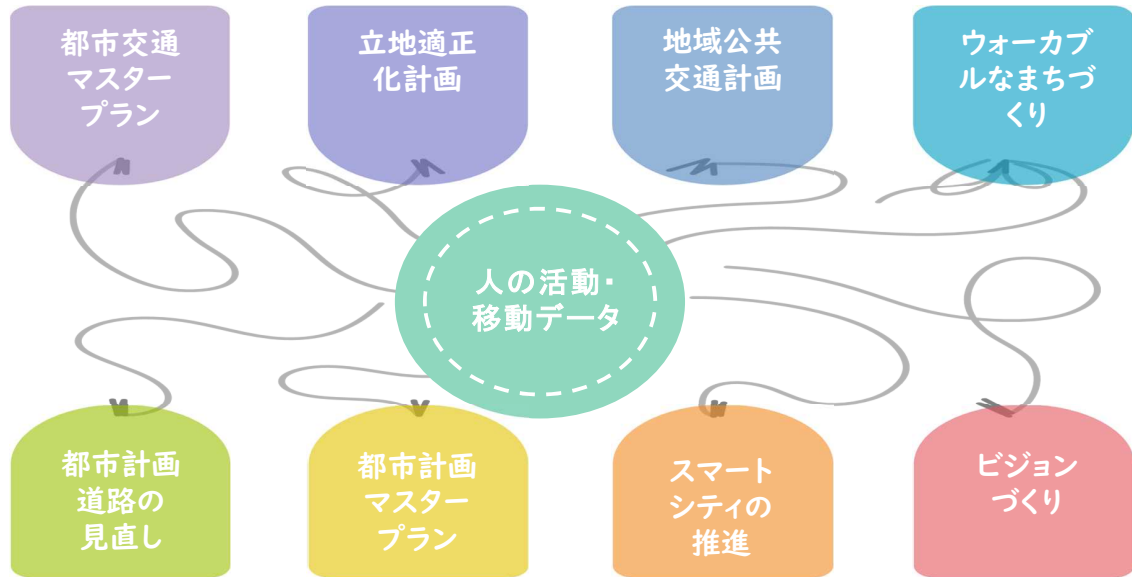 都市交通
マスター
プラン
立地適正
化計画
地域公共
交通計画
ウォーカブ
ルなまちづ
くり
人の活動・
移動データ
都市計画
道路の
見直し
都市計画
マスター
プラン
スマート
シティの
推進
ビジョン
づくり